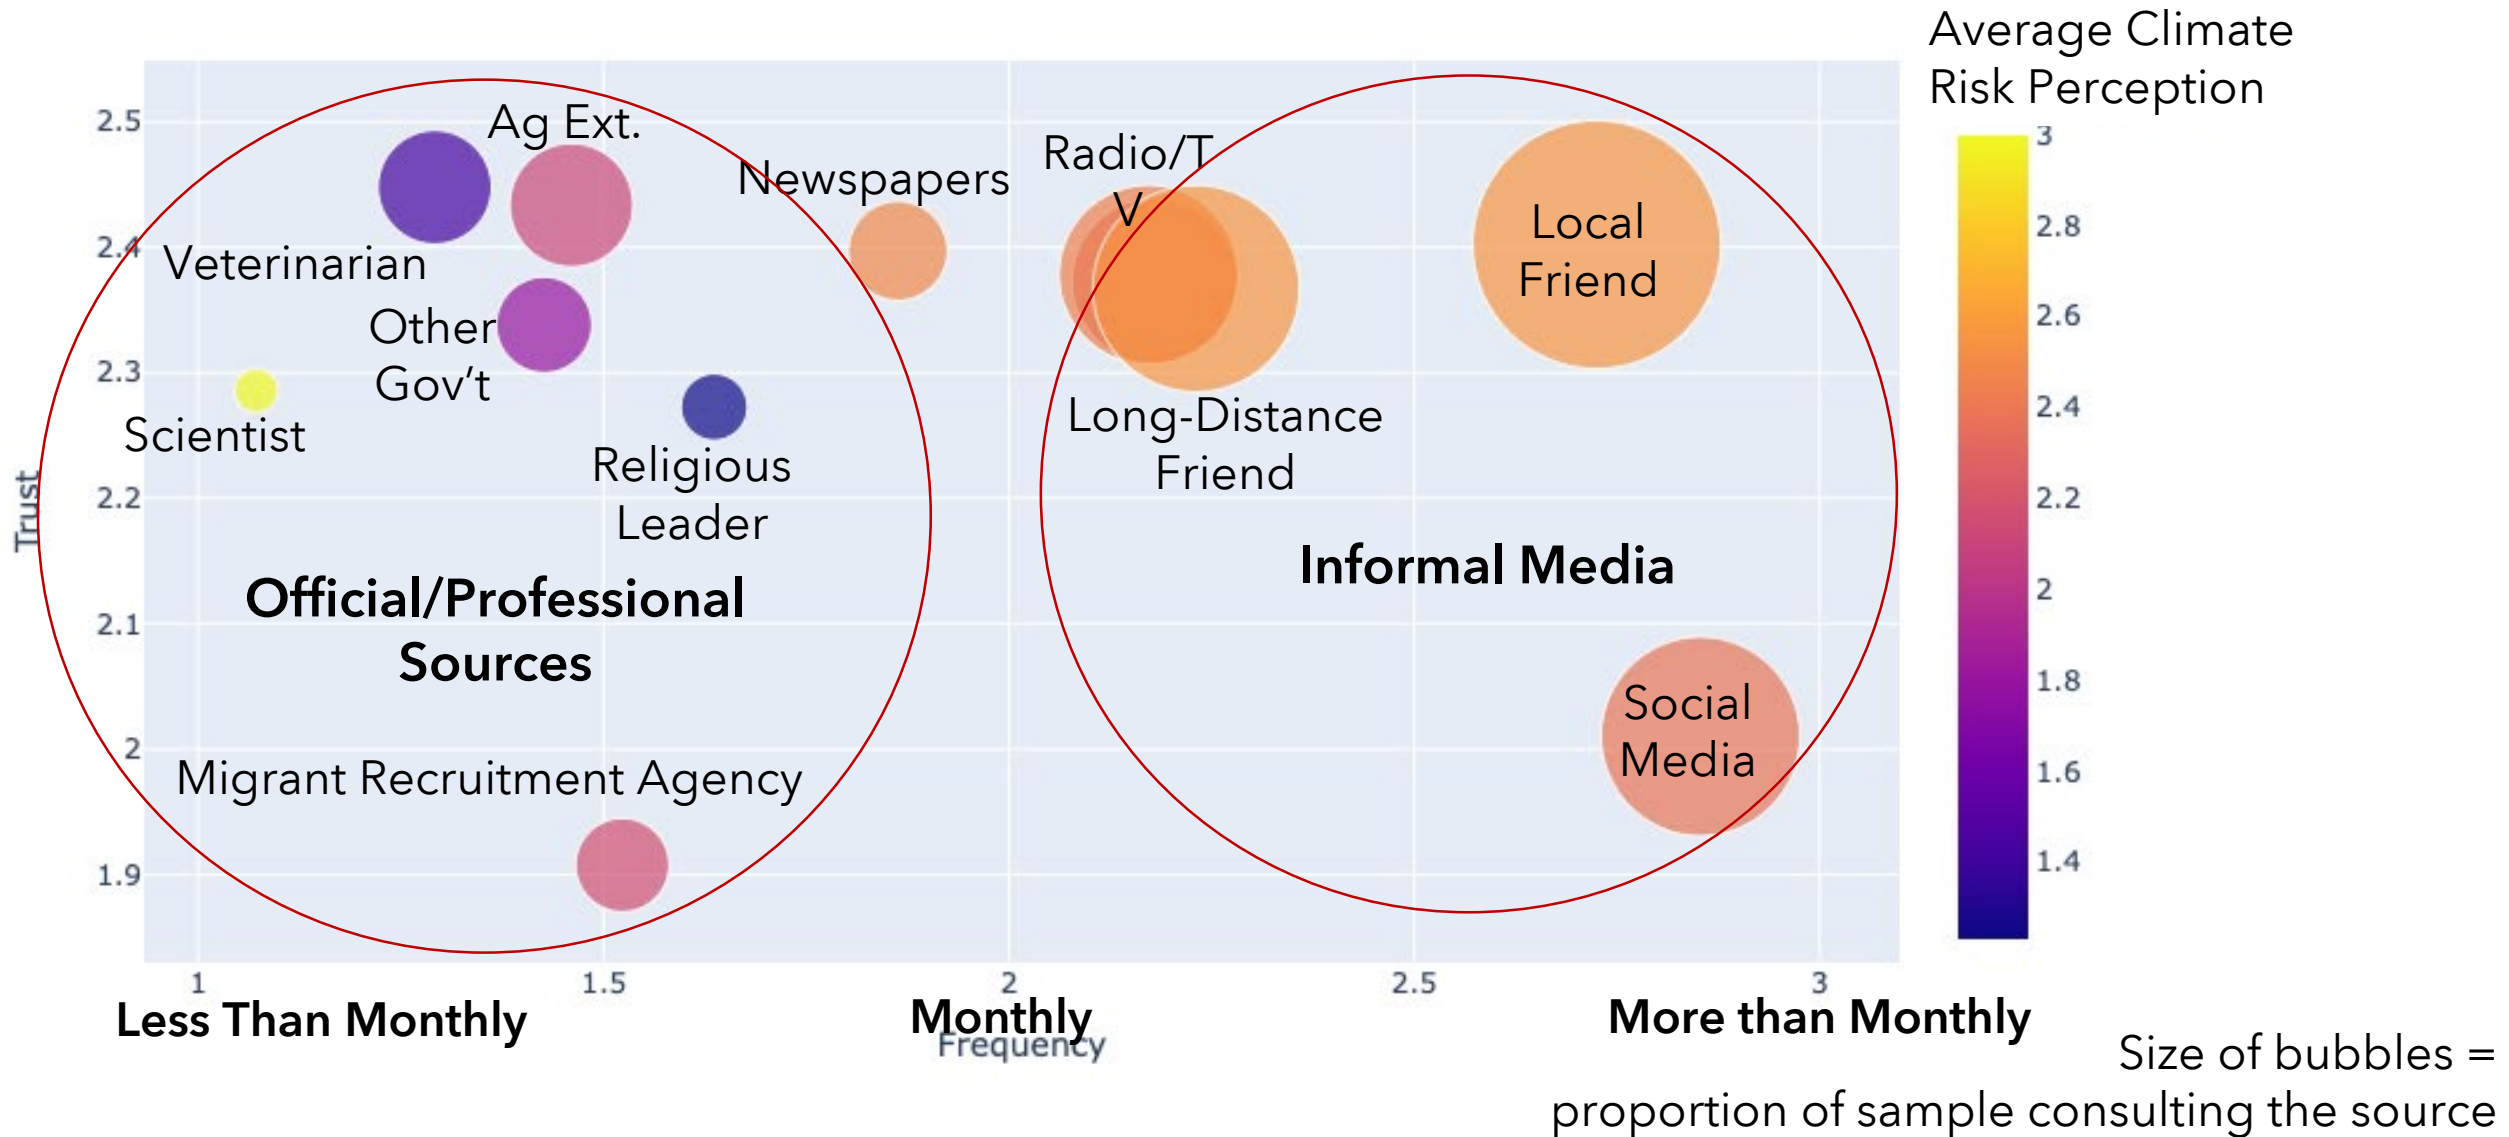 Average Climate
Risk Perception
2.5
2.4
2.3
2.2
2.1
2
1.9
Trust
Ag Ext.
Newspapers
Radio/T
V
Veterinarian
Other
Gov't
Scientist
Religious
Leader
Local
Friend
Long-Distance
Friend
Official/Professional
Sources
Informal Media
Social
Media
Migrant Recruitment Agency
3
2.8
2.6
2.4
2.2
2
1.8
1.6
1.4
1
1.5
2
2.5
3
Less Than Monthly
Monthly
More than Monthly
Frequency
Size of bubbles =
proportion of sample consulting the source